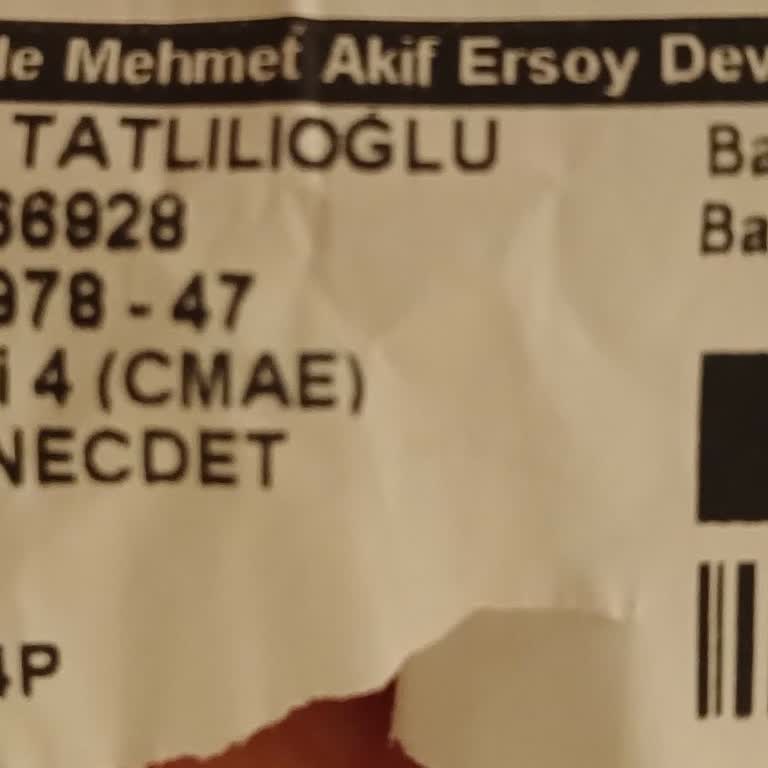 le Mehmet Akif Ersoy Dev
TATLILIOĞLU Ba
66928 Ba
978 - 47
i 4 (CMAE)
NECDET
4P